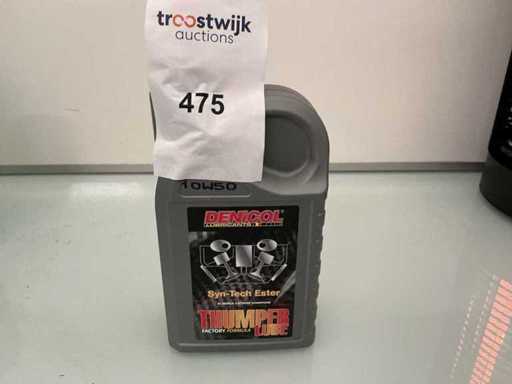 troostwijk
auctions
475
10W50
DENICOL
LUBRICANTS
Syn-Tech Ester
THUMPER
FACTORY FORMULA LUBE